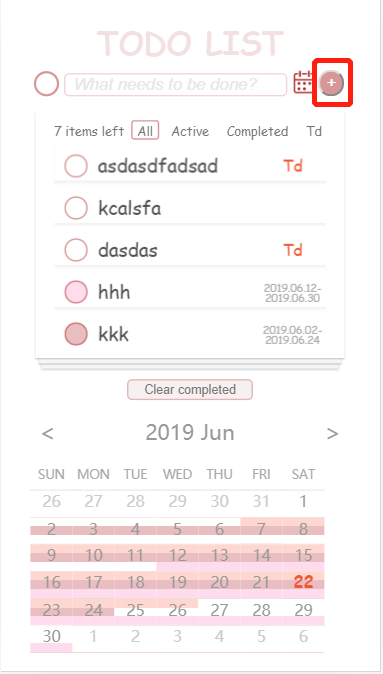 TODO LIST
What needs to be done?
+
7 items left All Active Completed Td
asdasdfadsad Td
kcalsfa
dasdas Td
hhh 2019.06.12-
2019.06.30
kkk 2019.06.02-
2019.06.24
Clear completed
< 2019 Jun >
SUN MON TUE WED THU FRI SAT
26 27 28 29 30 31 1
2 3 4 5 6 7 8
9 10 11 12 13 14 15
16 17 18 19 20 21 22
23 24 25 26 27 28 29
30 1 2 3 4 5 6